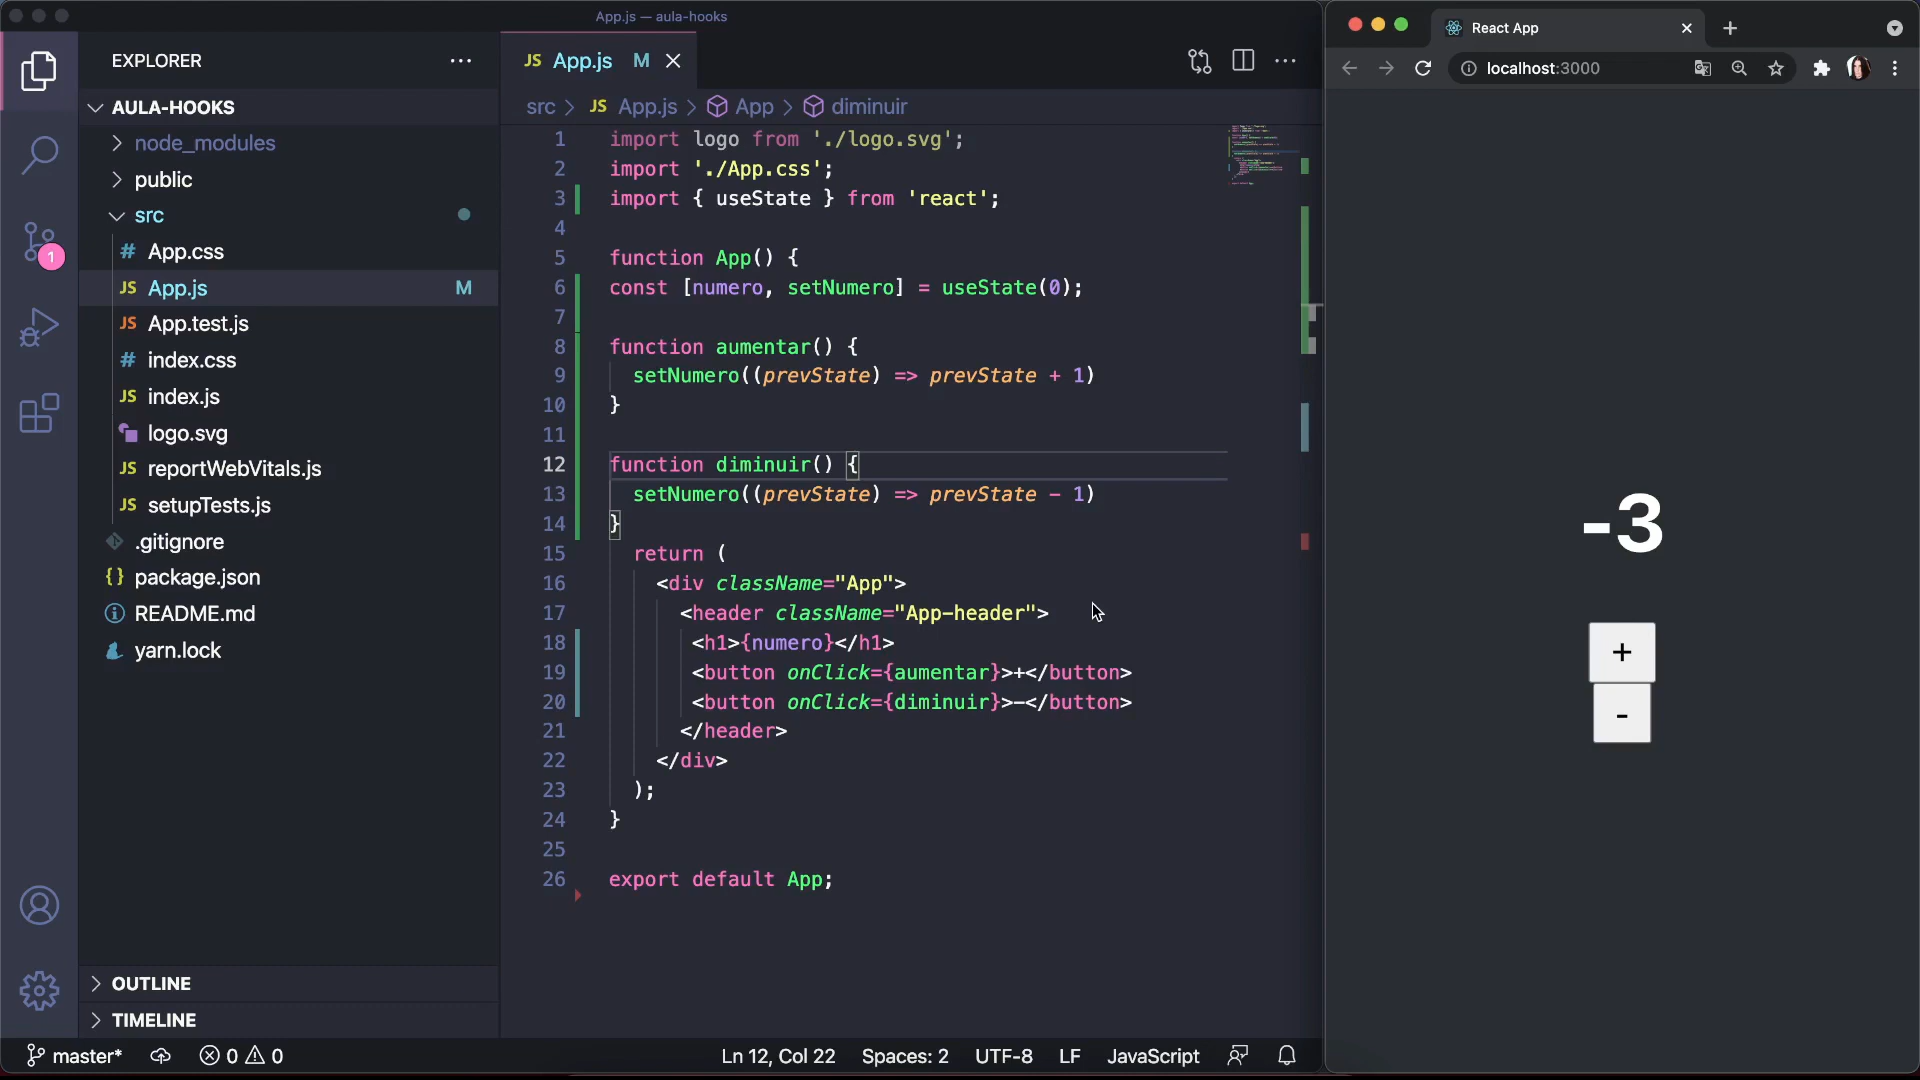 App.js — aula-hooks
EXPLORER
AULA-HOOKS
node_modules
public
src
# App.css
JS App.js M
JS App.test.js
# index.css
JS index.js
logo.svg
JS reportWebVitals.js
JS setupTests.js
.gitignore
{} package.json
README.md
yarn.lock
OUTLINE
TIMELINE
1
JS App.js M
src > JS App.js > App > diminuir
1 import logo from './logo.svg';
2 import './App.css';
3 import { useState } from 'react';
4
5 function App() {
6 const [numero, setNumero] = useState(0);
7
8 function aumentar() {
9 setNumero((prevState) => prevState + 1)
10 }
11
12 function diminuir() {
13 setNumero((prevState) => prevState - 1)
14 }
15 return (
16 <div className="App">
17 <header className="App-header">
18 <h1>{numero}</h1>
19 <button onClick={aumentar}>+</button>
20 <button onClick={diminuir}>-</button>
21 </header>
22 </div>
23 );
24 }
25
26 export default App;
master* 0 0 Ln 12, Col 22 Spaces: 2 UTF-8 LF JavaScript
React App
localhost:3000
-3
+
-